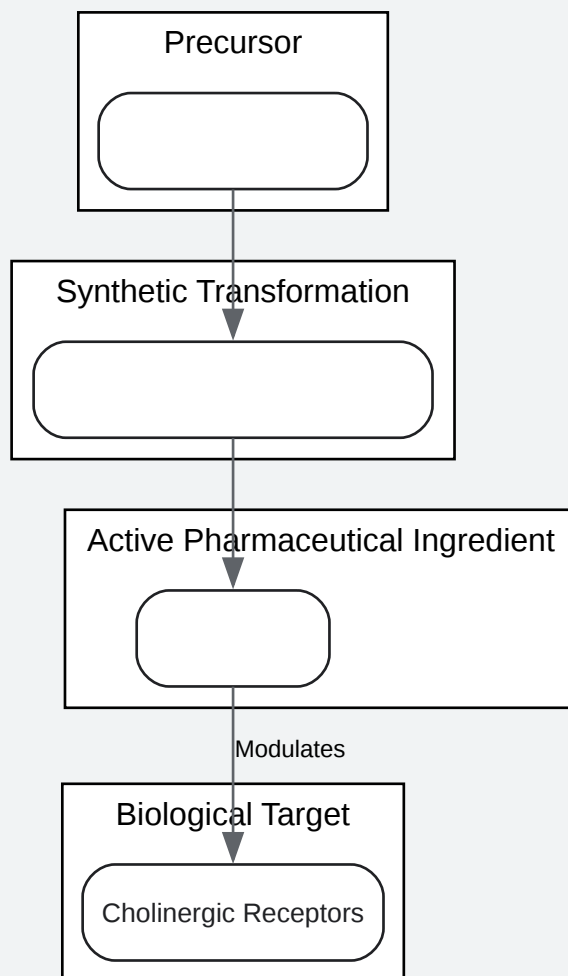 Precursor
Synthetic Transformation
Active Pharmaceutical Ingredient
Modulates
Biological Target
Cholinergic Receptors